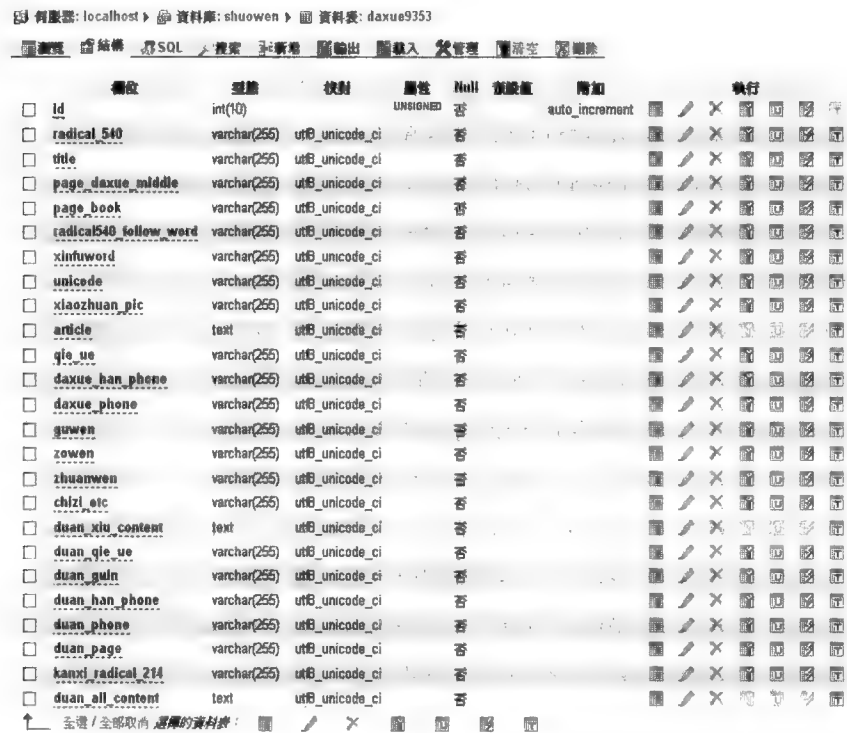 伺服器: localhost 資料庫: shuowen 資料表: daxue9353
瀏覽 結構 SQL 搜索 新增 輸出 載入 管理 清空 刪除
欄位 型態 校對 屬性 Null 預設值 附加 執行
id int(10) UNSIGNED 否 auto_increment
radical_540 varchar(255) utf8_unicode_ci 否
title varchar(255) utf8_unicode_ci 否
page_daxue_middle varchar(255) utf8_unicode_ci 否
page_book varchar(255) utf8_unicode_ci 否
radical540_follow_word varchar(255) utf8_unicode_ci 否
xinfuword varchar(255) utf8_unicode_ci 否
unicode varchar(255) utf8_unicode_ci 否
xiaozhuan_pic varchar(255) utf8_unicode_ci 否
article text utf8_unicode_ci 否
qie_ue varchar(255) utf8_unicode_ci 否
daxue_han_phone varchar(255) utf8_unicode_ci 否
daxue_phone varchar(255) utf8_unicode_ci 否
guwen varchar(255) utf8_unicode_ci 否
zowen varchar(255) utf8_unicode_ci 否
zhuanwen varchar(255) utf8_unicode_ci 否
chizi_etc varchar(255) utf8_unicode_ci 否
duan_xiu_content text utf8_unicode_ci 否
duan_qie_ue varchar(255) utf8_unicode_ci 否
duan_guin varchar(255) utf8_unicode_ci 否
duan_han_phone varchar(255) utf8_unicode_ci 否
duan_phone varchar(255) utf8_unicode_ci 否
duan_page varchar(255) utf8_unicode_ci 否
kanxi_radical_214 varchar(255) utf8_unicode_ci 否
duan_all_content text utf8_unicode_ci 否
全選 / 全部取消 選擇的資料表: